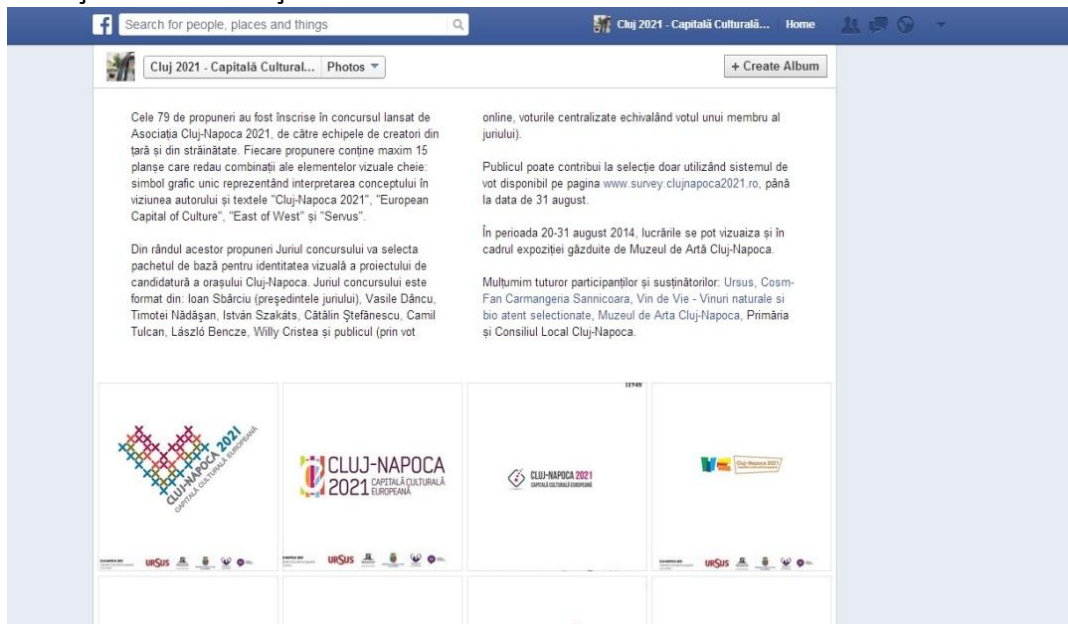 Search for people, places and things
Cluj 2021 - Capitală Culturală...
Home
Cluj 2021 - Capitală Cultural...
Photos
+ Create Album
Cele 79 de propuneri au fost înscrise în concursul lansat de
Asociația Cluj-Napoca 2021, de către echipele de creatori din
țară și din străinătate. Fiecare propunere conține maxim 15
planșe care redau combinații ale elementelor vizuale cheie:
simbol grafic unic reprezentând interpretarea conceptului în
viziunea autorului și textele "Cluj-Napoca 2021", "European
Capital of Culture", "East of West" și "Servus".
Din rândul acestor propuneri Juriul concursului va selecta
pachetul de bază pentru identitatea vizuală a proiectului de
candidatură a orașului Cluj-Napoca. Juriul concursului este
format din: Ioan Sbârciu (președintele juriului), Vasile Dâncu,
Timotei Nădășan, István Szakáts, Cătălin Ștefănescu, Camil
Tulcan, László Bencze, Willy Cristea și publicul (prin vot
online, voturile centralizate echivalând votul unui membru al
juriului).
Publicul poate contribui la selecție doar utilizând sistemul de
vot disponibil pe pagina www.survey.clujnapoca2021.ro, până
la data de 31 august.
În perioada 20-31 august 2014, lucrările se pot vizuaiza și în
cadrul expoziției găzduite de Muzeul de Artă Cluj-Napoca.
Mulțumim tuturor participanților și susținătorilor: Ursus, Cosm-
Fan Carmangeria Sannicoara, Vin de Vie - Vinuri naturale si
bio atent selectionate, Muzeul de Arta Cluj-Napoca, Primăria
și Consiliul Local Cluj-Napoca.
CLUJ-NAPOCA 2021
CAPITALĂ CULTURALĂ EUROPEANĂ
URSUS
CLUJ-NAPOCA
2021 CAPITALĂ CULTURALĂ
EUROPEANĂ
URSUS
CLUJ-NAPOCA 2021
CAPITALĂ CULTURALĂ EUROPEANĂ
Cluj-Napoca 2021
URSUS